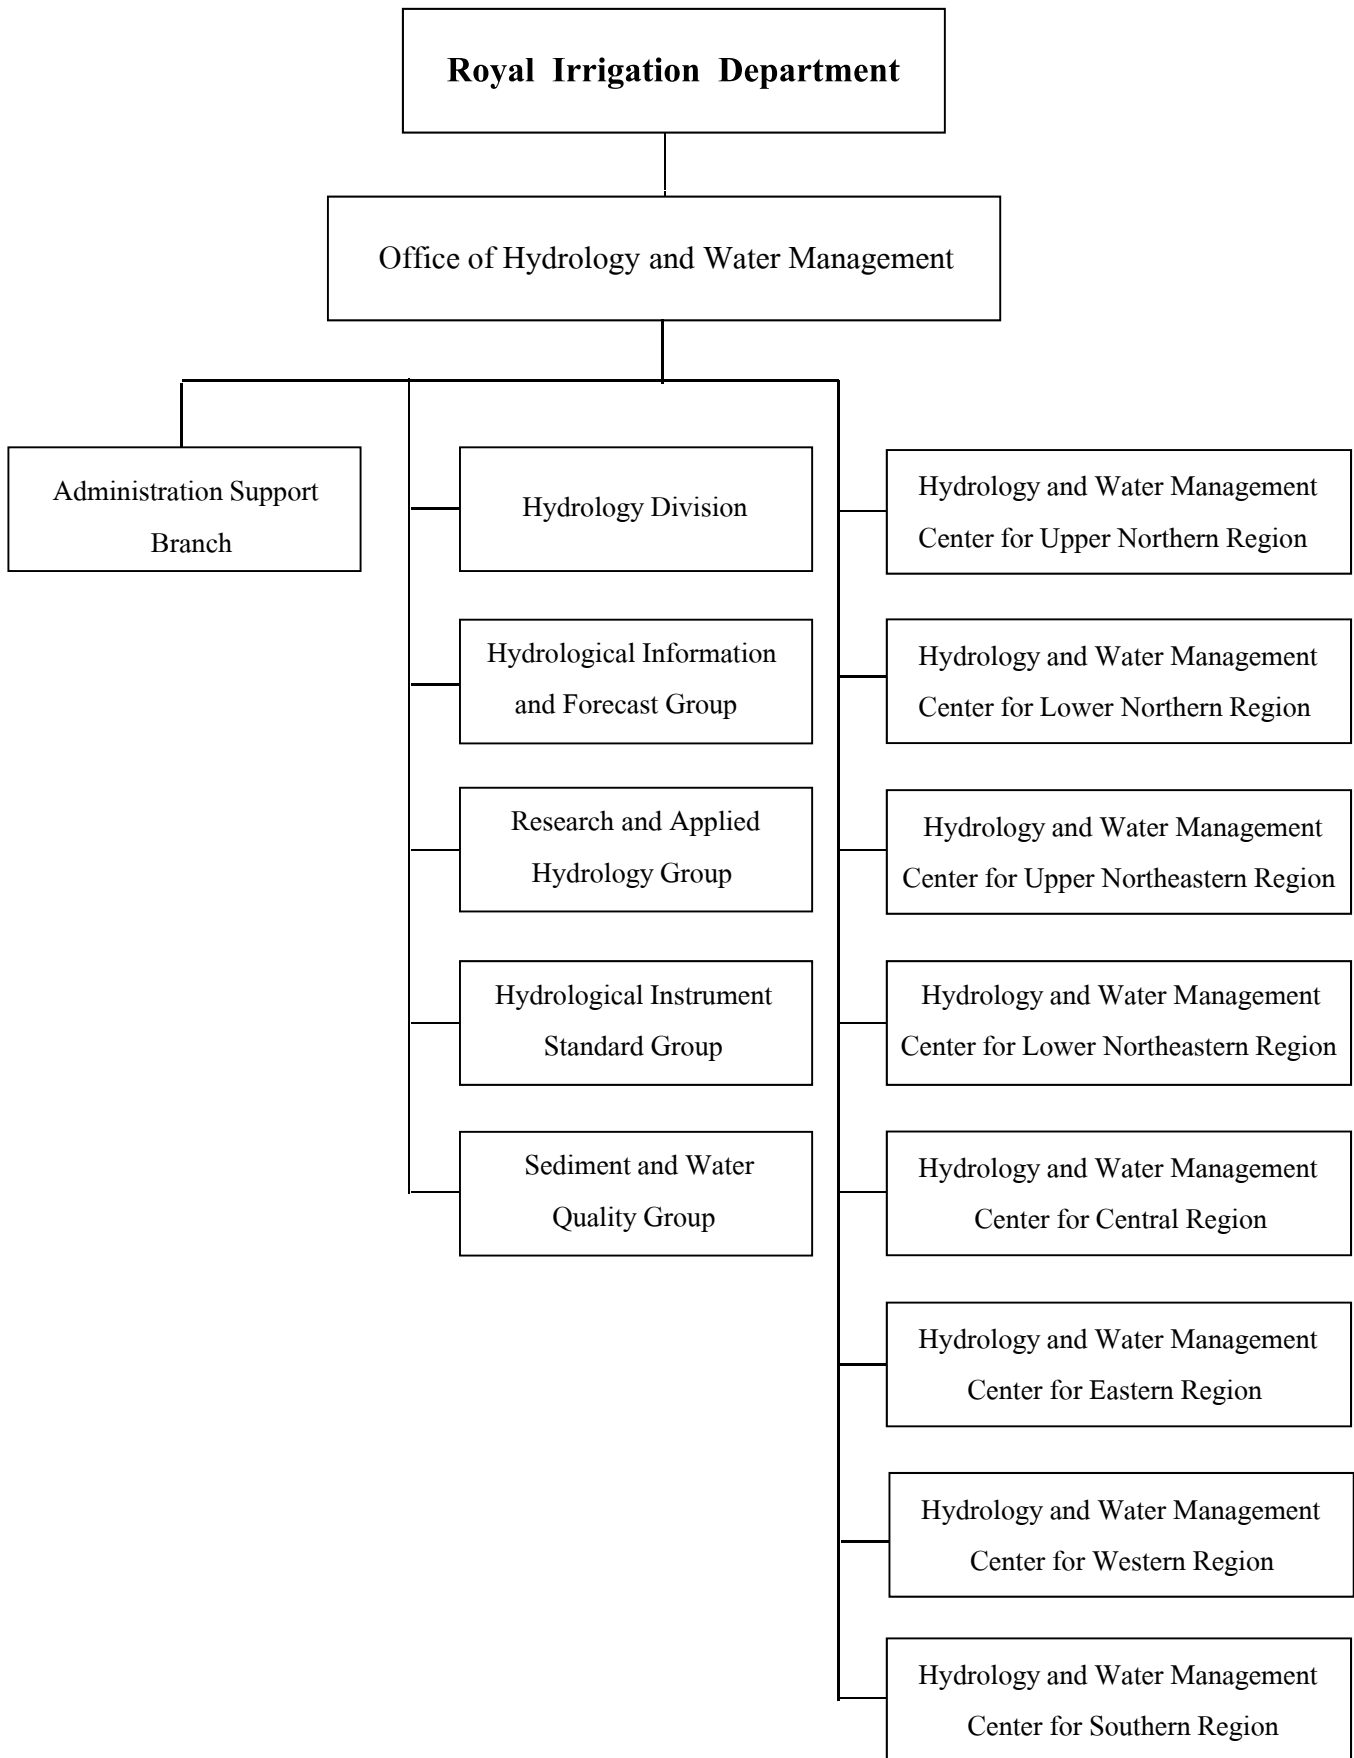 Royal Irrigation Department
Office of Hydrology and Water Management
Administration Support
Branch
Hydrology Division
Hydrological Information
and Forecast Group
Research and Applied
Hydrology Group
Hydrological Instrument
Standard Group
Sediment and Water
Quality Group
Hydrology and Water Management
Center for Upper Northern Region
Hydrology and Water Management
Center for Lower Northern Region
Hydrology and Water Management
Center for Upper Northeastern Region
Hydrology and Water Management
Center for Lower Northeastern Region
Hydrology and Water Management
Center for Central Region
Hydrology and Water Management
Center for Eastern Region
Hydrology and Water Management
Center for Western Region
Hydrology and Water Management
Center for Southern Region